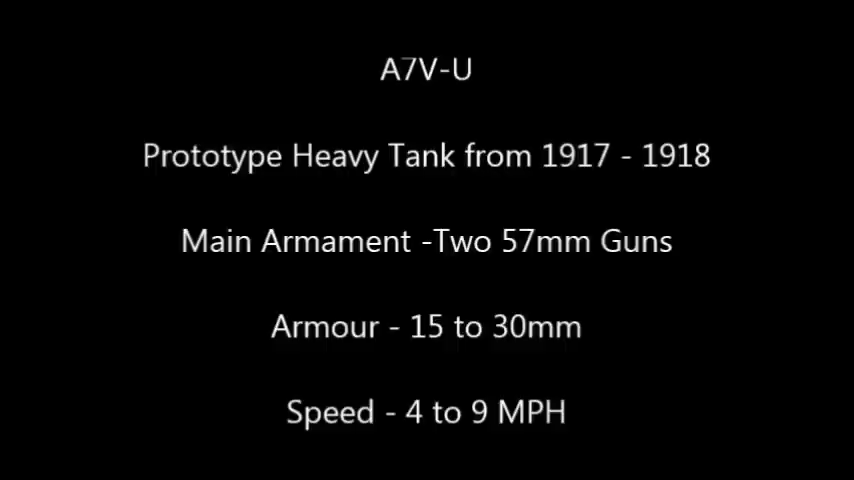 A7V-U
Prototype Heavy Tank from 1917 - 1918
Main Armament -Two 57mm Guns
Armour - 15 to 30mm
Speed - 4 to 9 MPH